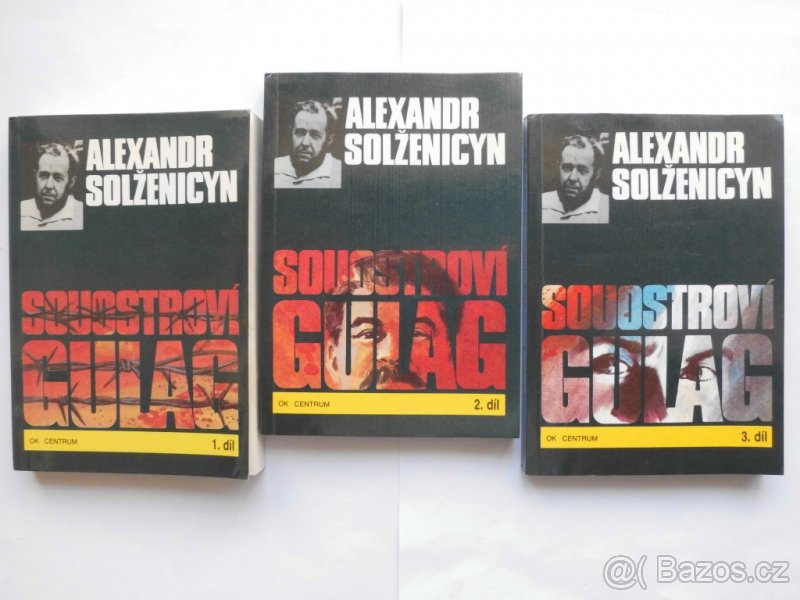 ALEXANDR
SOLŽENICYN
SOUOSTROVÍ
GULAG
OK CENTRUM
1. díl
ALEXANDR
SOLŽENICYN
SOUOSTROVÍ
GULAG
OK CENTRUM
2. díl
ALEXANDR
SOLŽENICYN
SOUOSTROVÍ
GULAG
OK CENTRUM
3. díl
Bazos.cz